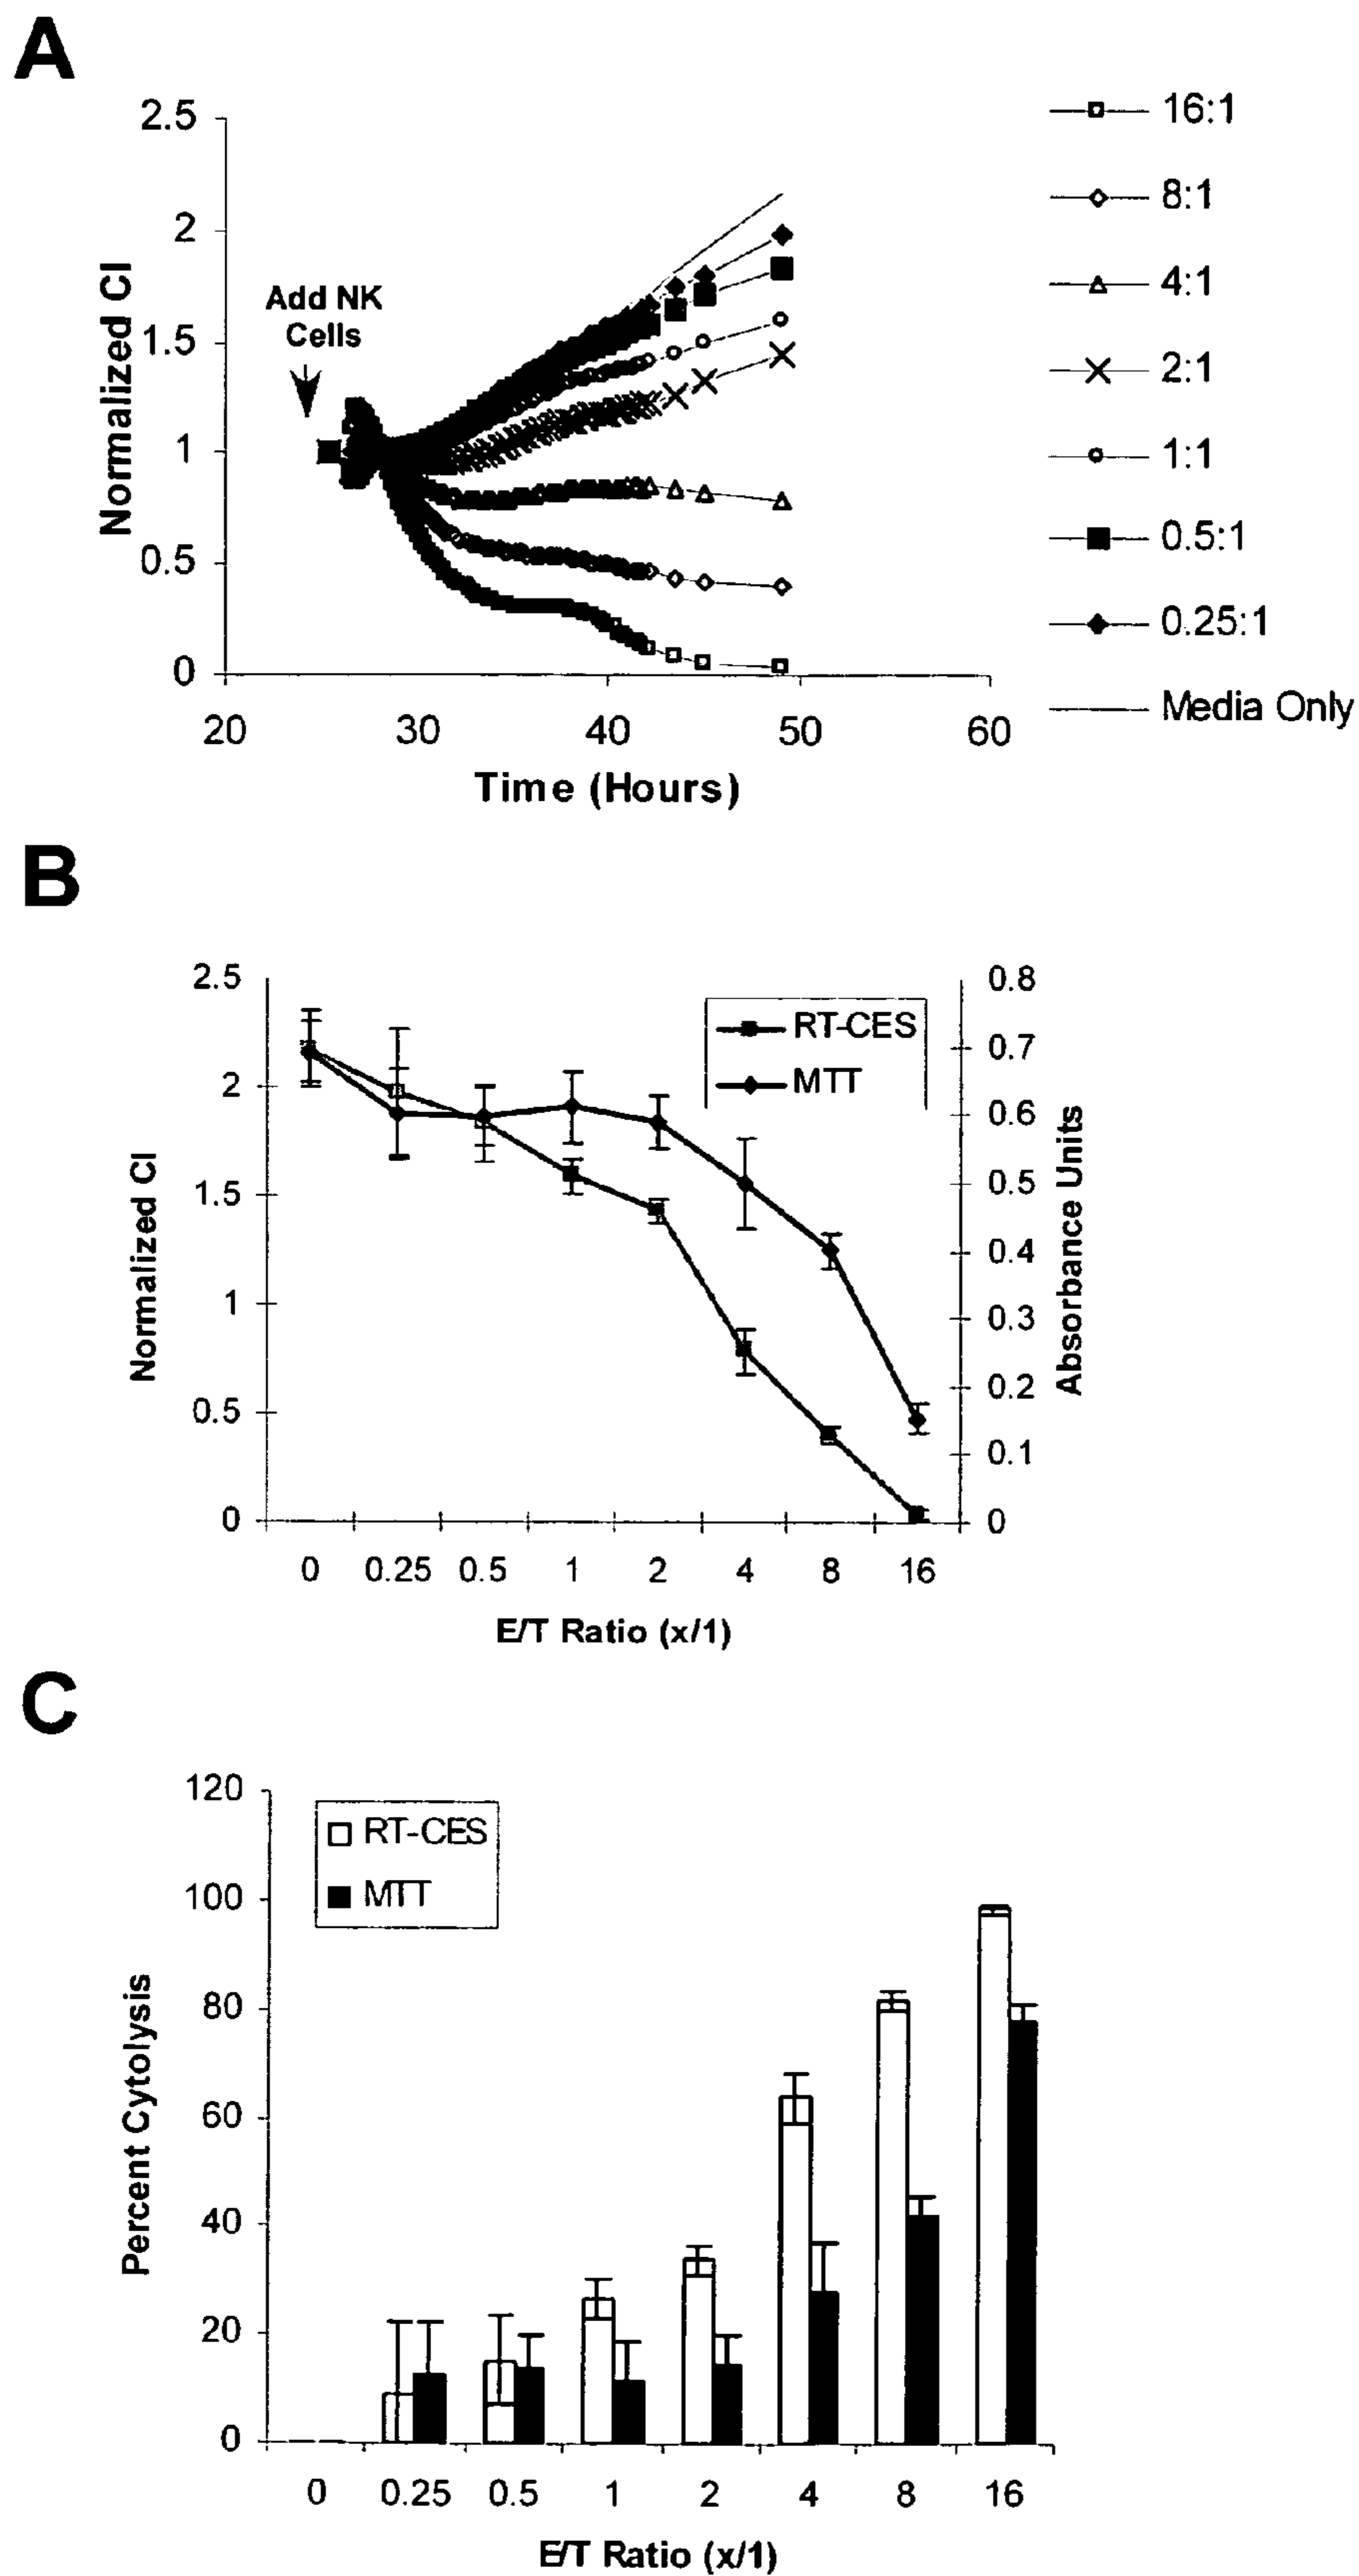 A
2.5
2
1.5
1
0.5
0
Normalized CI
Add NK
Cells
20 30 40 50 60
Time (Hours)
16:1
8:1
4:1
2:1
1:1
0.5:1
0.25:1
Media Only
B
2.5
2
1.5
1
0.5
0
Normalized CI
RT-CES
MTT
0.8
0.7
0.6
0.5
0.4
0.3
0.2
0.1
0
Absorbance Units
0 0.25 0.5 1 2 4 8 16
E/T Ratio (x/1)
C
120
100
80
60
40
20
0
Percent Cytolysis
RT-CES
MTT
0 0.25 0.5 1 2 4 8 16
E/T Ratio (x/1)